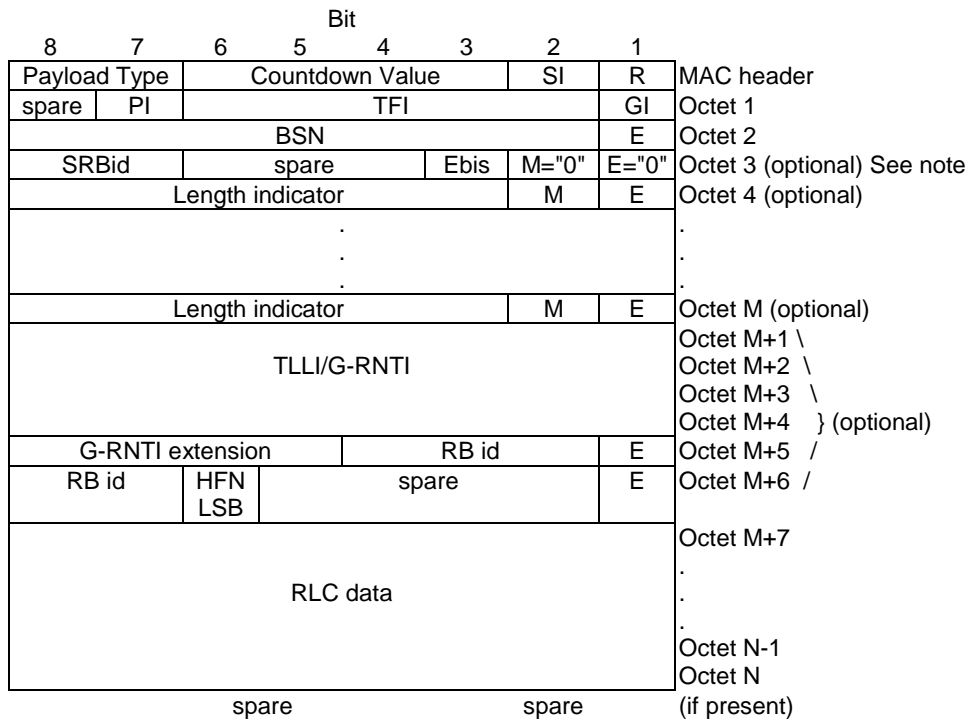 Bit
8 7 6 5 4 3 2 1
Payload Type Countdown Value SI R MAC header
spare PI TFI GI Octet 1
BSN E Octet 2
SRBid spare Ebis M="0" E="0" Octet 3 (optional) See note
Length indicator M E Octet 4 (optional)
. .
. .
. .
Length indicator M E Octet M (optional)
Octet M+1 \
TLLI/G-RNTI Octet M+2 \
Octet M+3 \
Octet M+4 } (optional)
G-RNTI extension RB id E Octet M+5 /
RB id HFN spare E Octet M+6 /
LSB
Octet M+7
.
RLC data .
.
Octet N-1
Octet N
spare spare (if present)